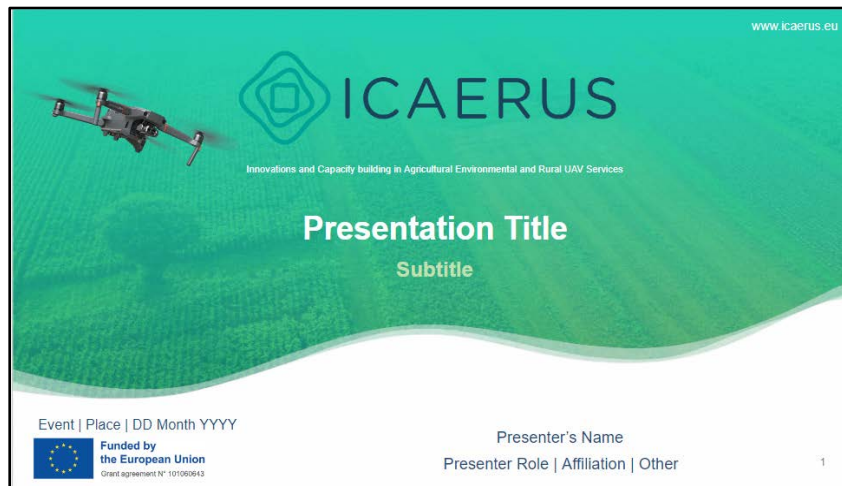 www.icaerus.eu
ICAERUS
Innovations and Capacity building in Agricultural Environmental and Rural UAV Services
Presentation Title
Subtitle
Event | Place | DD Month YYYY
Funded by
the European Union
Grant agreement N° 101060643
Presenter's Name
Presenter Role | Affiliation | Other
1